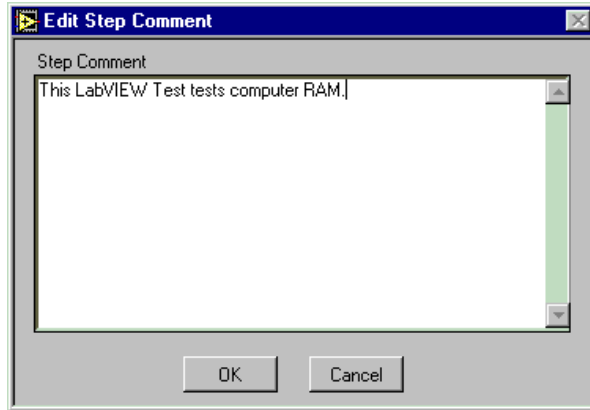 Edit Step Comment
Step Comment
This LabVIEW Test tests computer RAM.
OK
Cancel